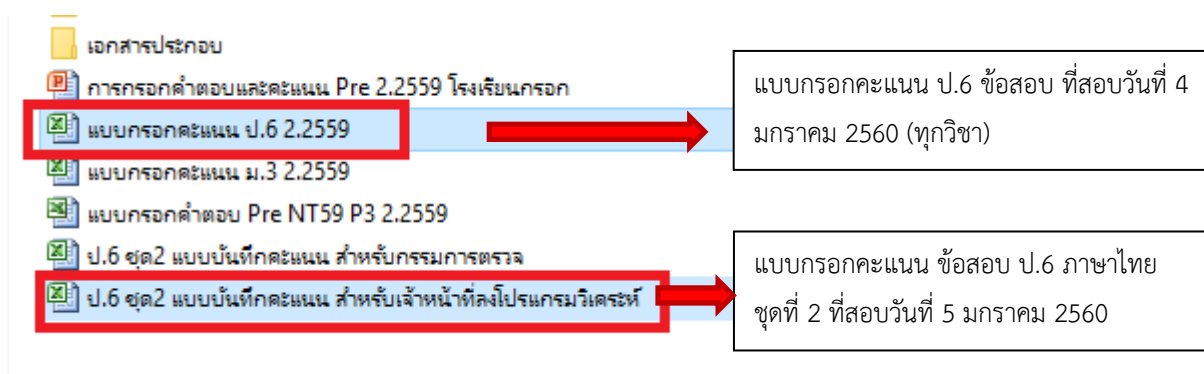 เอกสารประกอบ
การกรอกคำตอบและคะแนน Pre 2.2559 โรงเรียนกรอก
แบบกรอกคะแนน ป.6 2.2559
แบบกรอกคะแนน ม.3 2.2559
แบบกรอกคำตอบ Pre NT59 P3 2.2559
ป.6 ชุด2 แบบบันทึกคะแนน สำหรับกรรมการตรวจ
ป.6 ชุด2 แบบบันทึกคะแนน สำหรับเจ้าหน้าที่ลงโปรแกรมวิเคระห์
แบบกรอกคะแนน ป.6 ข้อสอบ ที่สอบวันที่ 4
มกราคม 2560 (ทุกวิชา)
แบบกรอกคะแนน ข้อสอบ ป.6 ภาษาไทย
ชุดที่ 2 ที่สอบวันที่ 5 มกราคม 2560